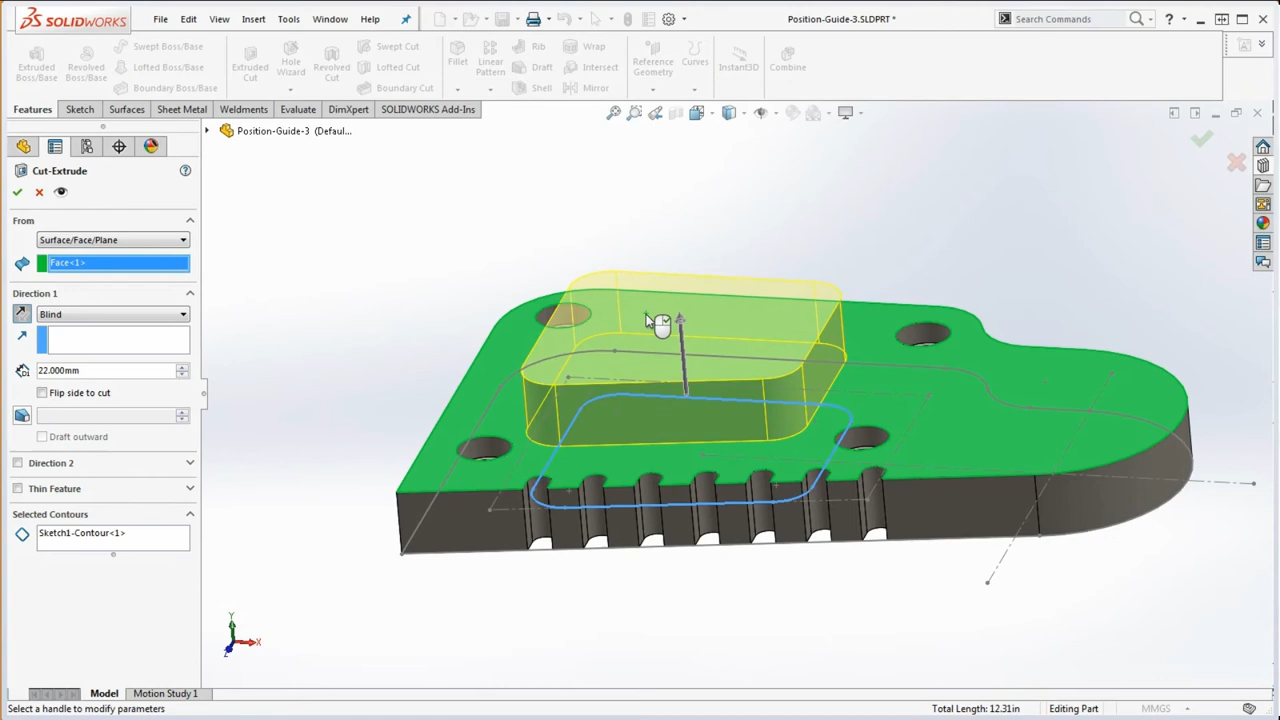 SOLIDWORKS File Edit View Insert Tools Window Help Position-Guide-3.SLDPRT * Search Commands ?
Extruded Boss/Base
Revolved Boss/Base
Swept Boss/Base
Lofted Boss/Base
Boundary Boss/Base
Extruded Cut
Hole Wizard
Revolved Cut
Swept Cut
Lofted Cut
Boundary Cut
Fillet
Linear Pattern
Rib
Draft
Shell
Wrap
Intersect
Mirror
Reference Geometry
Curves
Instant3D
Combine
Features Sketch Surfaces Sheet Metal Weldments Evaluate DimXpert SOLIDWORKS Add-Ins
Position-Guide-3 (Defaul...
Cut-Extrude
From
Surface/Face/Plane
Face<1>
Direction 1
Blind
22.000mm
Flip side to cut
Draft outward
Direction 2
Thin Feature
Selected Contours
Sketch1-Contour<1>
Y
X
Z
Model Motion Study 1
Select a handle to modify parameters Total Length: 12.31in Editing Part MMGS